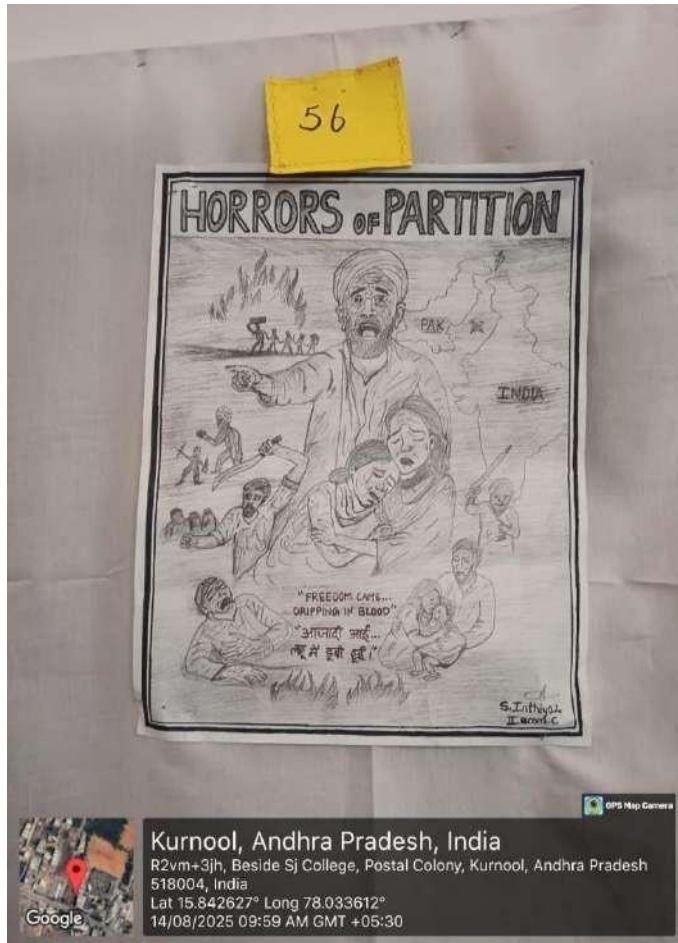 56
HORRORS OF PARTITION
PAK
INDIA
"FREEDOM CAME...
DRIPPING IN BLOOD"
"आज़ादी आई...
लहू में डूबी हुई।"
II
GPS Map Camera
Kurnool, Andhra Pradesh, India
R2vm+3jh, Beside Sj College, Postal Colony, Kurnool, Andhra Pradesh
518004, India
Lat 15.842627° Long 78.033612°
14/08/2025 09:59 AM GMT +05:30
Google